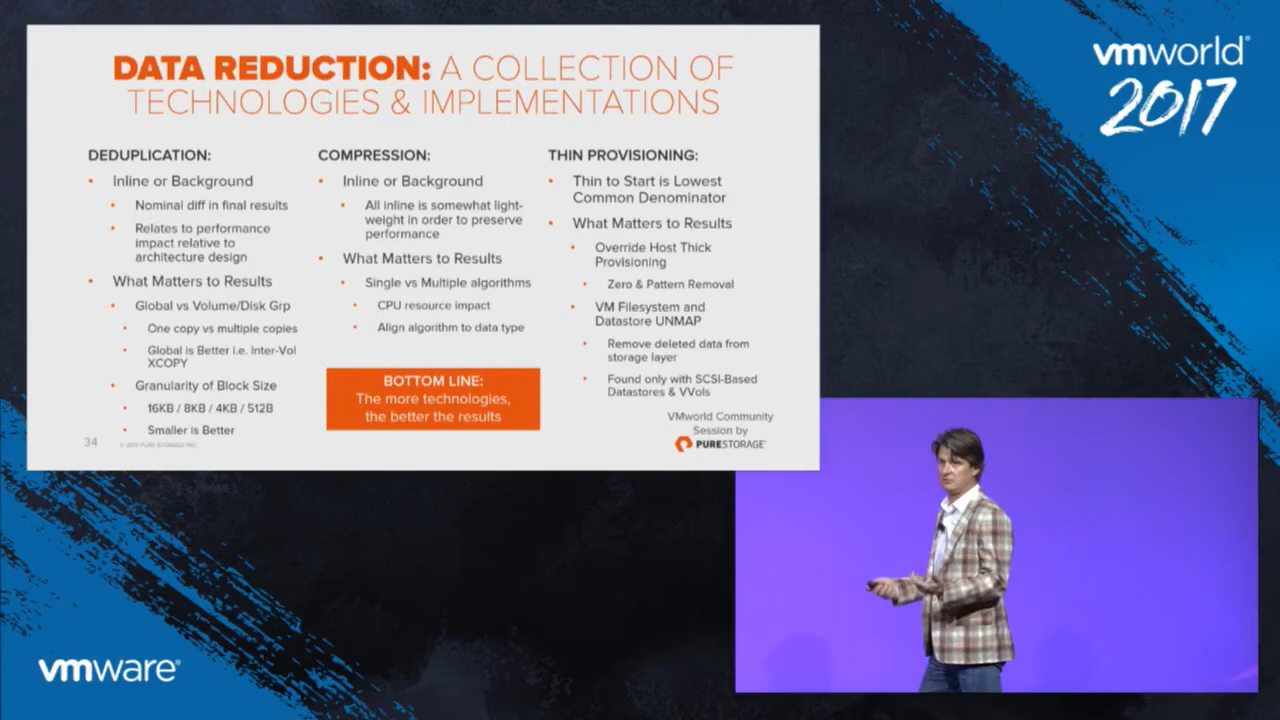 DATA REDUCTION: A COLLECTION OF
TECHNOLOGIES & IMPLEMENTATIONS
DEDUPLICATION:
• Inline or Background
• Nominal diff in final results
• Relates to performance
impact relative to
architecture design
• What Matters to Results
• Global vs Volume/Disk Grp
• One copy vs multiple copies
• Global is Better i.e. Inter-Vol
XCOPY
• Granularity of Block Size
• 16KB / 8KB / 4KB / 512B
• Smaller is Better
COMPRESSION:
• Inline or Background
• All inline is somewhat light-
weight in order to preserve
performance
• What Matters to Results
• Single vs Multiple algorithms
• CPU resource impact
• Align algorithm to data type
BOTTOM LINE:
The more technologies,
the better the results
THIN PROVISIONING:
• Thin to Start is Lowest
Common Denominator
• What Matters to Results
• Override Host Thick
Provisioning
• Zero & Pattern Removal
• VM Filesystem and
Datastore UNMAP
• Remove deleted data from
storage layer
• Found only with SCSI-Based
Datastores & VVols
VMworld Community
Session by
PURESTORAGE
34
© 2017 PURE STORAGE INC.
vmworld®
2017
vmware®